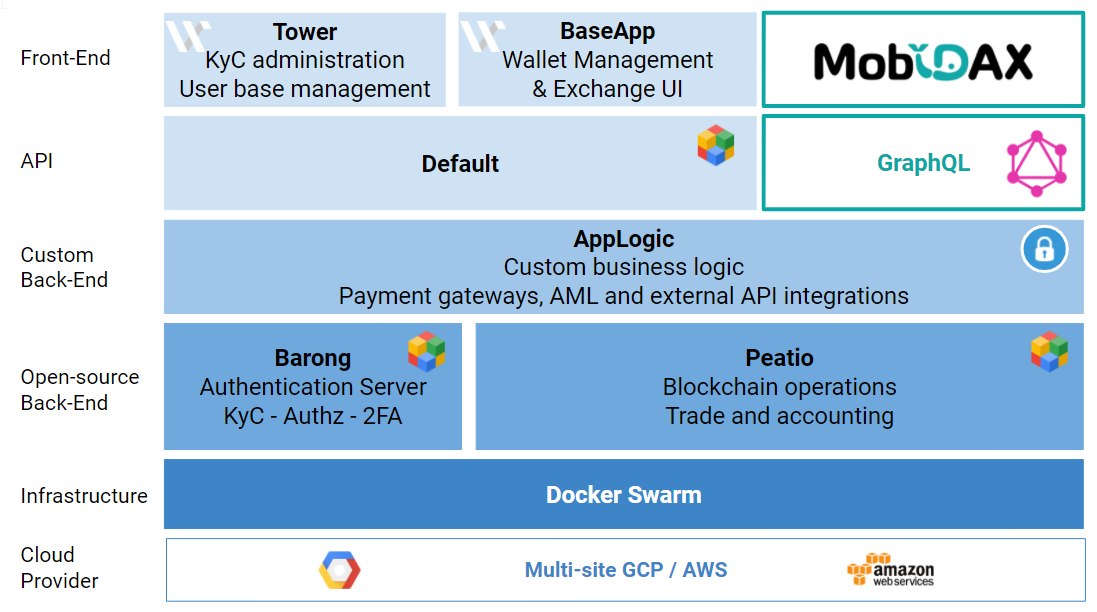 Front-End
Tower
KyC administration
User base management
BaseApp
Wallet Management
& Exchange UI
MobiDAX
API
Default
GraphQL
Custom
Back-End
AppLogic
Custom business logic
Payment gateways, AML and external API integrations
Open-source
Back-End
Barong
Authentication Server
KyC - Authz - 2FA
Peatio
Blockchain operations
Trade and accounting
Infrastructure
Docker Swarm
Cloud
Provider
Multi-site GCP / AWS
amazon
web services